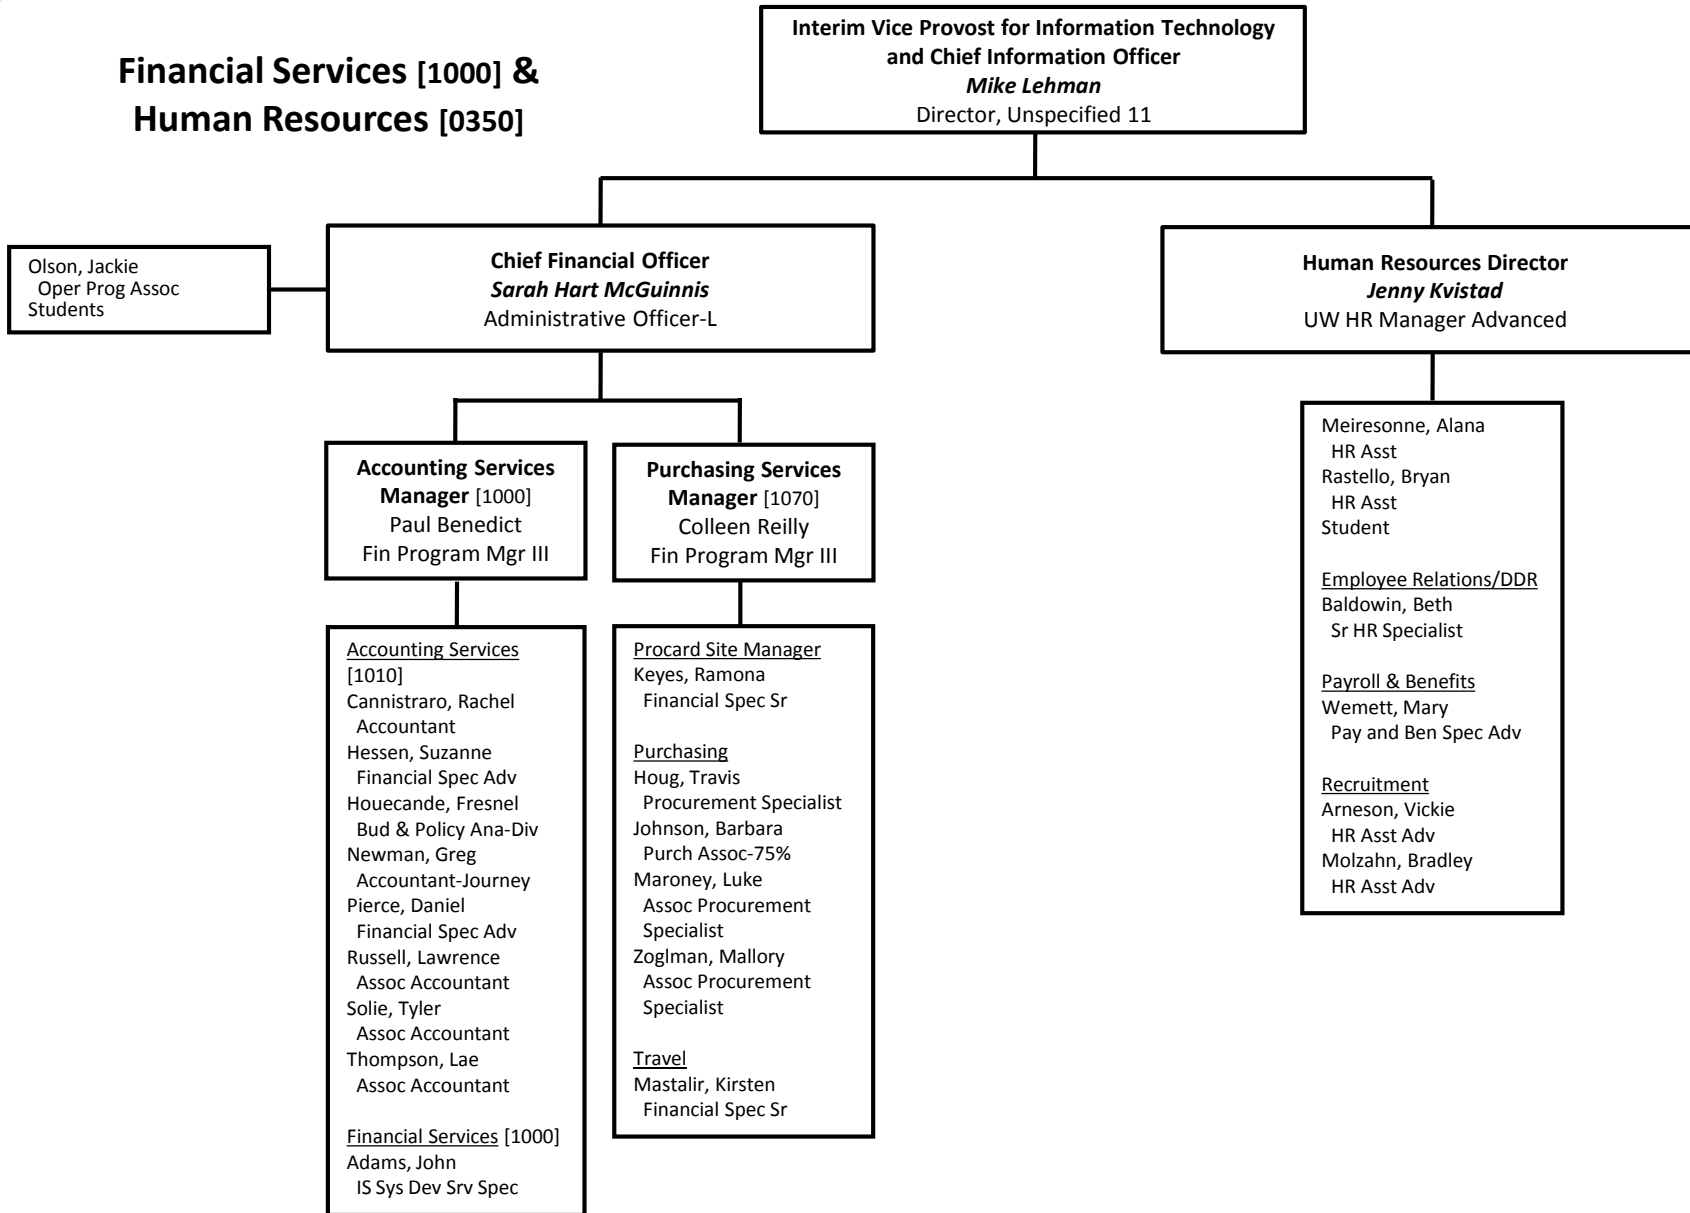 Financial Services [1000] &
Human Resources [0350]
Interim Vice Provost for Information Technology
and Chief Information Officer
Mike Lehman
Director, Unspecified 11
Olson, Jackie
Oper Prog Assoc
Students
Chief Financial Officer
Sarah Hart McGuinnis
Administrative Officer-L
Human Resources Director
Jenny Kvistad
UW HR Manager Advanced
Accounting Services
Manager [1000]
Paul Benedict
Fin Program Mgr III
Purchasing Services
Manager [1070]
Colleen Reilly
Fin Program Mgr III
Accounting Services
[1010]
Cannistraro, Rachel
Accountant
Hessen, Suzanne
Financial Spec Adv
Houecande, Fresnel
Bud & Policy Ana-Div
Newman, Greg
Accountant-Journey
Pierce, Daniel
Financial Spec Adv
Russell, Lawrence
Assoc Accountant
Solie, Tyler
Assoc Accountant
Thompson, Lae
Assoc Accountant
Financial Services [1000]
Adams, John
IS Sys Dev Srv Spec
Procard Site Manager
Keyes, Ramona
Financial Spec Sr
Purchasing
Houg, Travis
Procurement Specialist
Johnson, Barbara
Purch Assoc-75%
Maroney, Luke
Assoc Procurement
Specialist
Zoglman, Mallory
Assoc Procurement
Specialist
Travel
Mastalir, Kirsten
Financial Spec Sr
Meiresonne, Alana
HR Asst
Rastello, Bryan
HR Asst
Student
Employee Relations/DDR
Baldowin, Beth
Sr HR Specialist
Payroll & Benefits
Wemett, Mary
Pay and Ben Spec Adv
Recruitment
Arneson, Vickie
HR Asst Adv
Molzahn, Bradley
HR Asst Adv